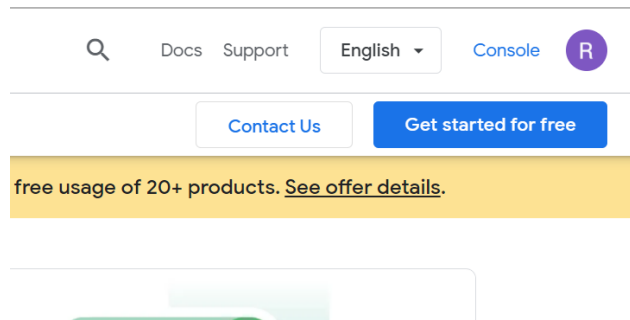 Docs Support English Console R
Contact Us Get started for free
free usage of 20+ products. See offer details.